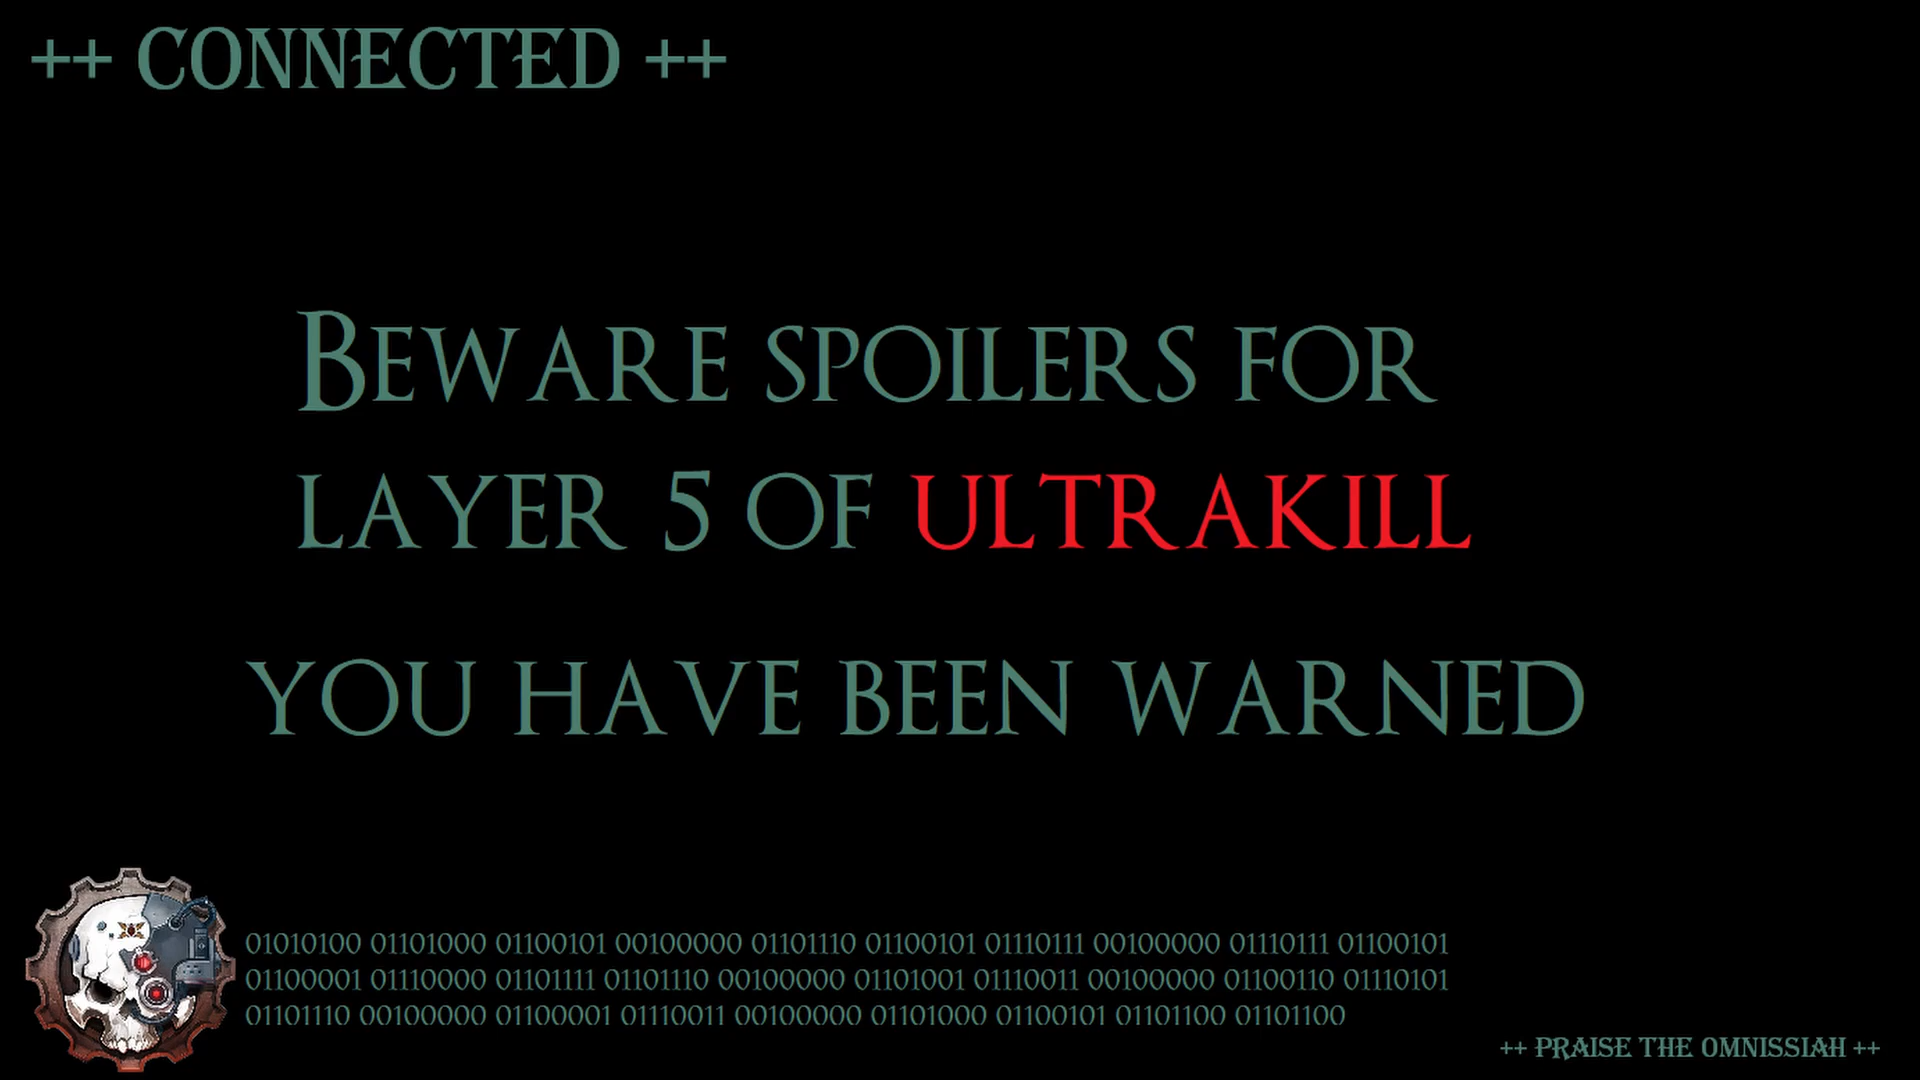 ++ CONNECTED ++
BEWARE SPOILERS FOR
LAYER 5 OF ULTRAKILL
YOU HAVE BEEN WARNED
01010100 01101000 01100101 00100000 01101110 01100101 01110111 00100000 01110111 01100101
01100001 01110000 01101111 01101110 00100000 01101001 01110011 00100000 01100110 01110101
01101110 00100000 01100001 01110011 00100000 01101000 01100101 01101100 01101100
++ PRAISE THE OMNISSIAH ++